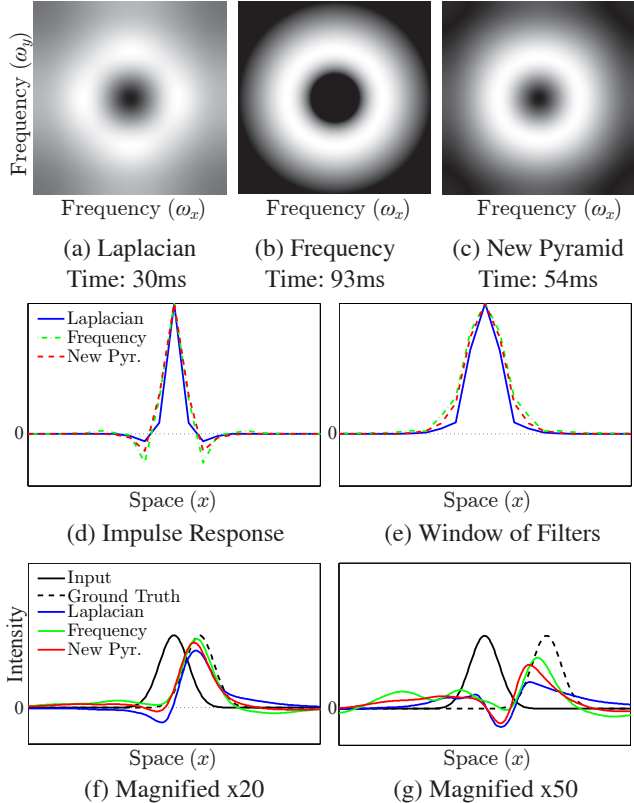 Frequency (ω_y)
Frequency (ω_x) Frequency (ω_x) Frequency (ω_x)
(a) Laplacian (b) Frequency (c) New Pyramid
Time: 30ms Time: 93ms Time: 54ms
Laplacian
Frequency
New Pyr.
0 0
Space (x) Space (x)
(d) Impulse Response (e) Window of Filters
Input
Ground Truth
Laplacian
Frequency
New Pyr.
Intensity
0 0
Space (x) Space (x)
(f) Magnified x20 (g) Magnified x50